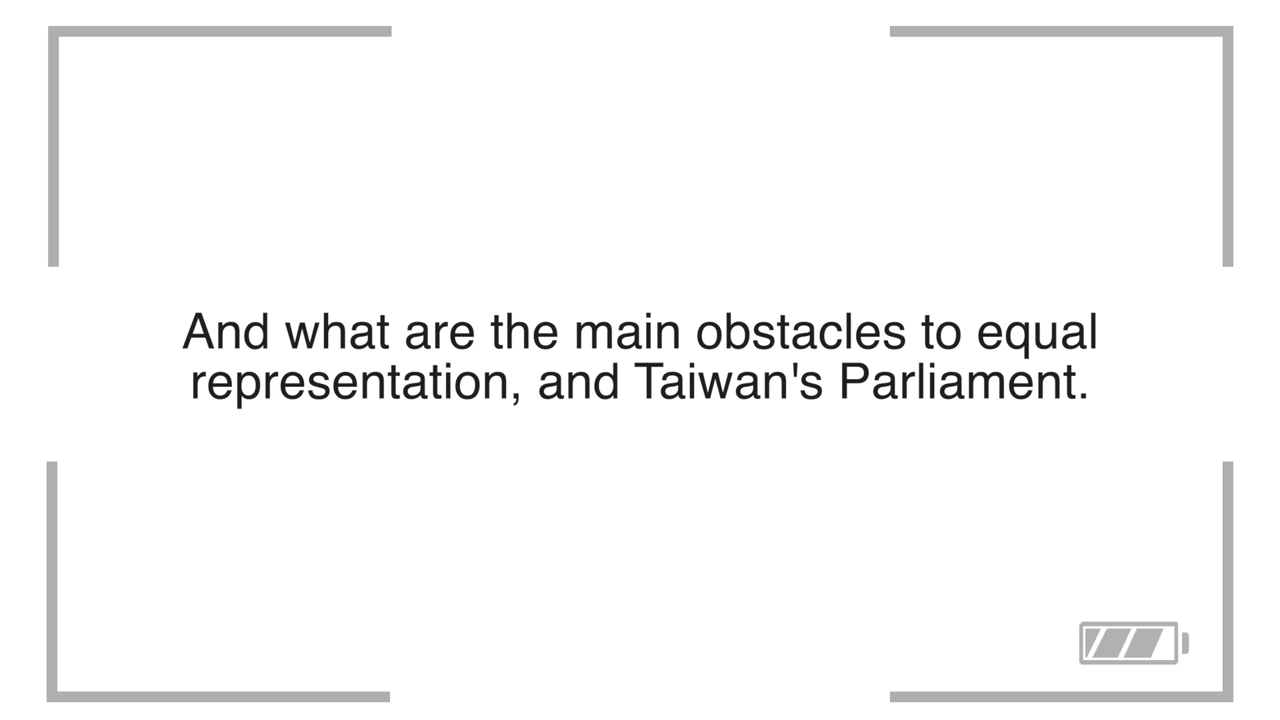 And what are the main obstacles to equal
representation, and Taiwan's Parliament.